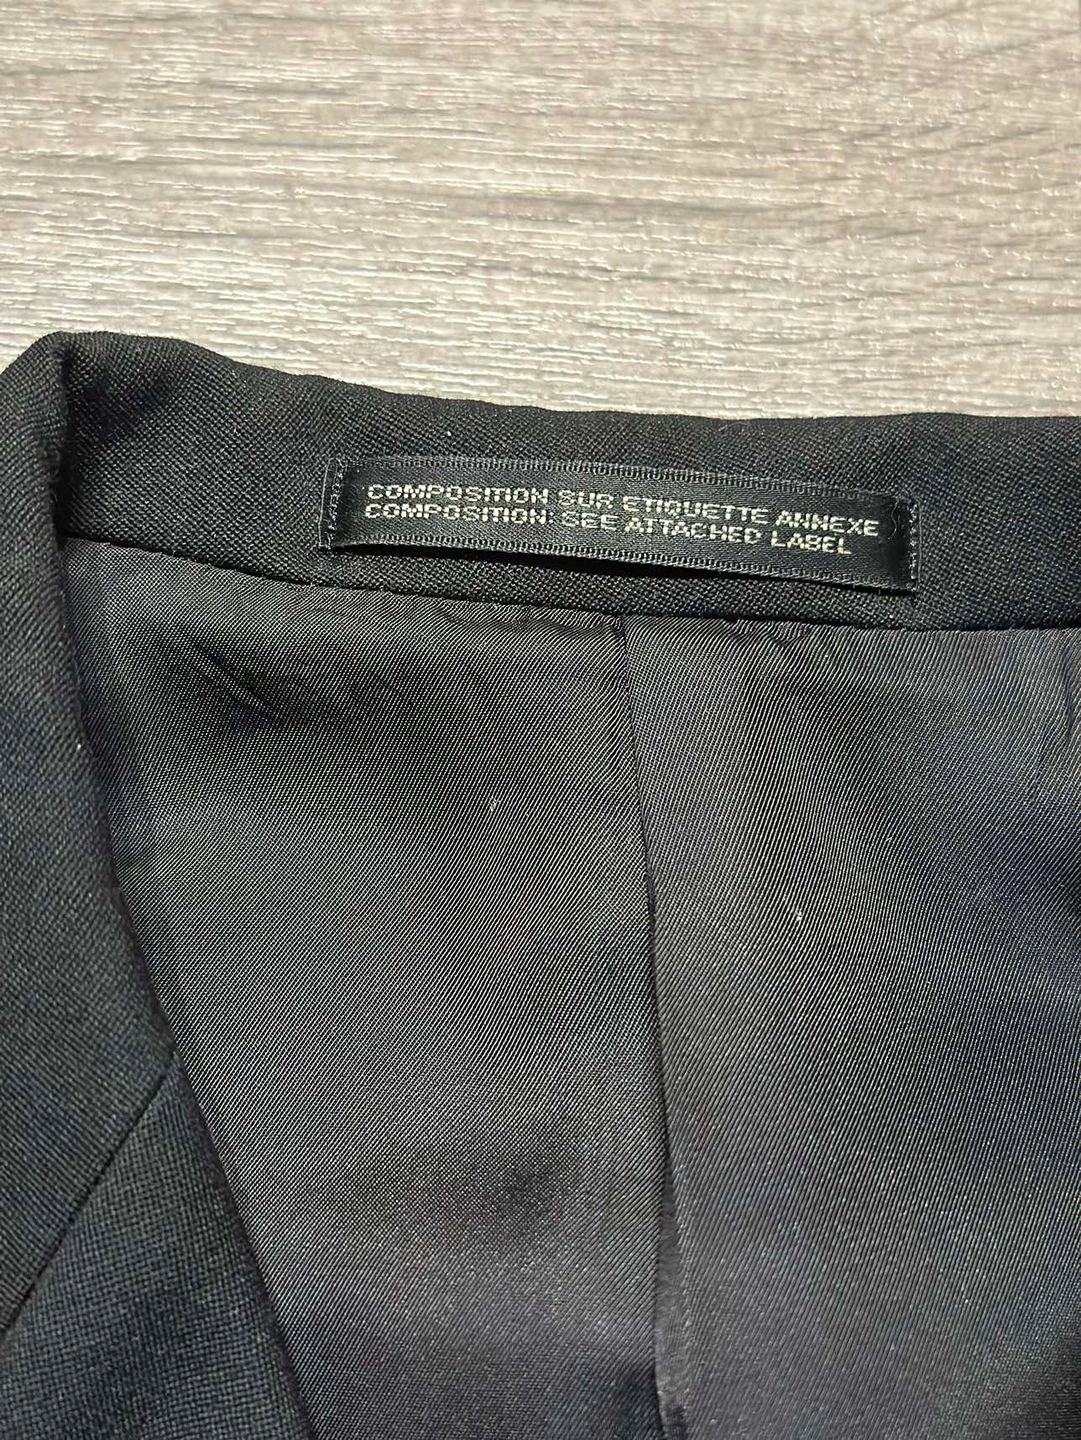 COMPOSITION SUR ETIQUETTE ANNEXE
COMPOSITION: SEE ATTACHED LABEL